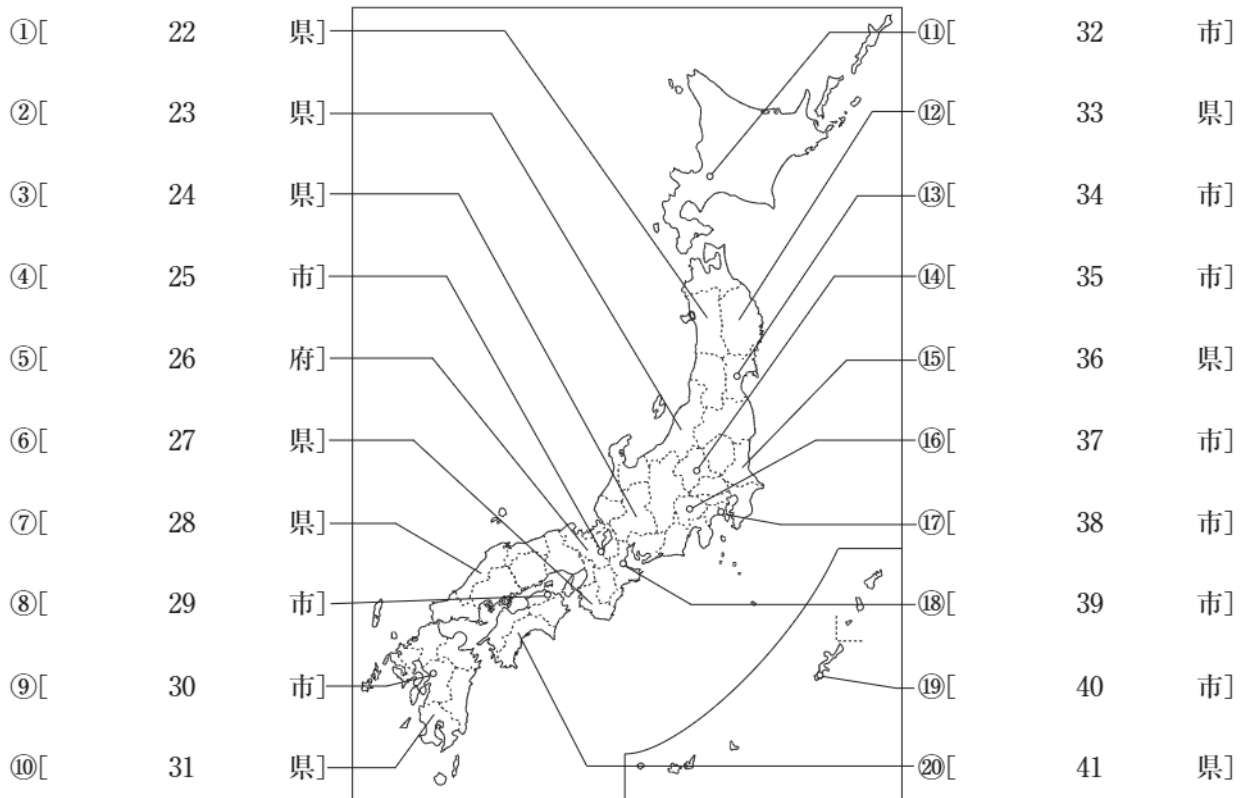 ①[ 22 県]
②[ 23 県]
③[ 24 県]
④[ 25 市]
⑤[ 26 府]
⑥[ 27 県]
⑦[ 28 県]
⑧[ 29 市]
⑨[ 30 市]
⑩[ 31 県]
⑪[ 32 市]
⑫[ 33 県]
⑬[ 34 市]
⑭[ 35 市]
⑮[ 36 県]
⑯[ 37 市]
⑰[ 38 市]
⑱[ 39 市]
⑲[ 40 市]
⑳[ 41 県]